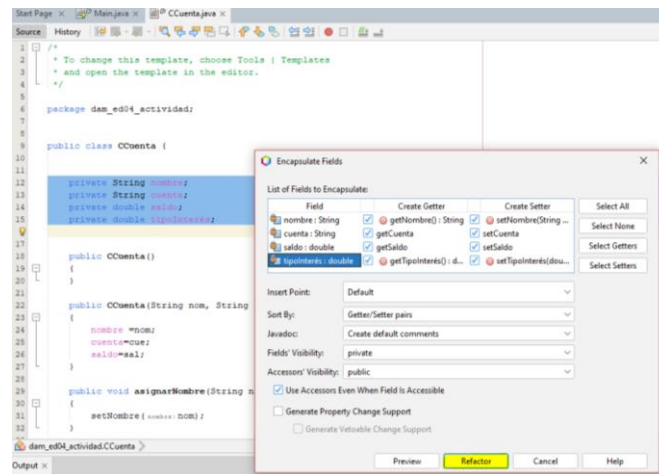 Start Page
Main.java
CCuenta.java
Source
History
1 /*
2 * To change this template, choose Tools | Templates
3 * and open the template in the editor.
4 */
5
6 package dam_ed04_actividad;
7
8
9 public class CCuenta {
10
11
12 private String nombre;
13 private String cuenta;
14 private double saldo;
15 private double tipoInterés;
17
18 public CCuenta()
19 {
20 }
21
22 public CCuenta(String nom, String
23 {
24 nombre =nom;
25 cuenta=cue;
26 saldo=sal;
27 }
28
29 public void asignarNombre(String n
30 {
31 setNombre( nombre: nom);
32 }
dam_ed04_actividad.CCuenta
Output
Encapsulate Fields
List of Fields to Encapsulate:
Field Create Getter Create Setter
nombre : String getNombre() : String setNombre(String ...
cuenta : String getCuenta setCuenta
saldo : double getSaldo setSaldo
tipoInterés : double getTipoInterés() : d... setTipoInterés(dou...
Select All
Select None
Select Getters
Select Setters
Insert Point: Default
Sort By: Getter/Setter pairs
Javadoc: Create default comments
Fields' Visibility: private
Accessors' Visibility: public
Use Accessors Even When Field Is Accessible
Generate Property Change Support
Generate Vetoable Change Support
Preview Refactor Cancel Help